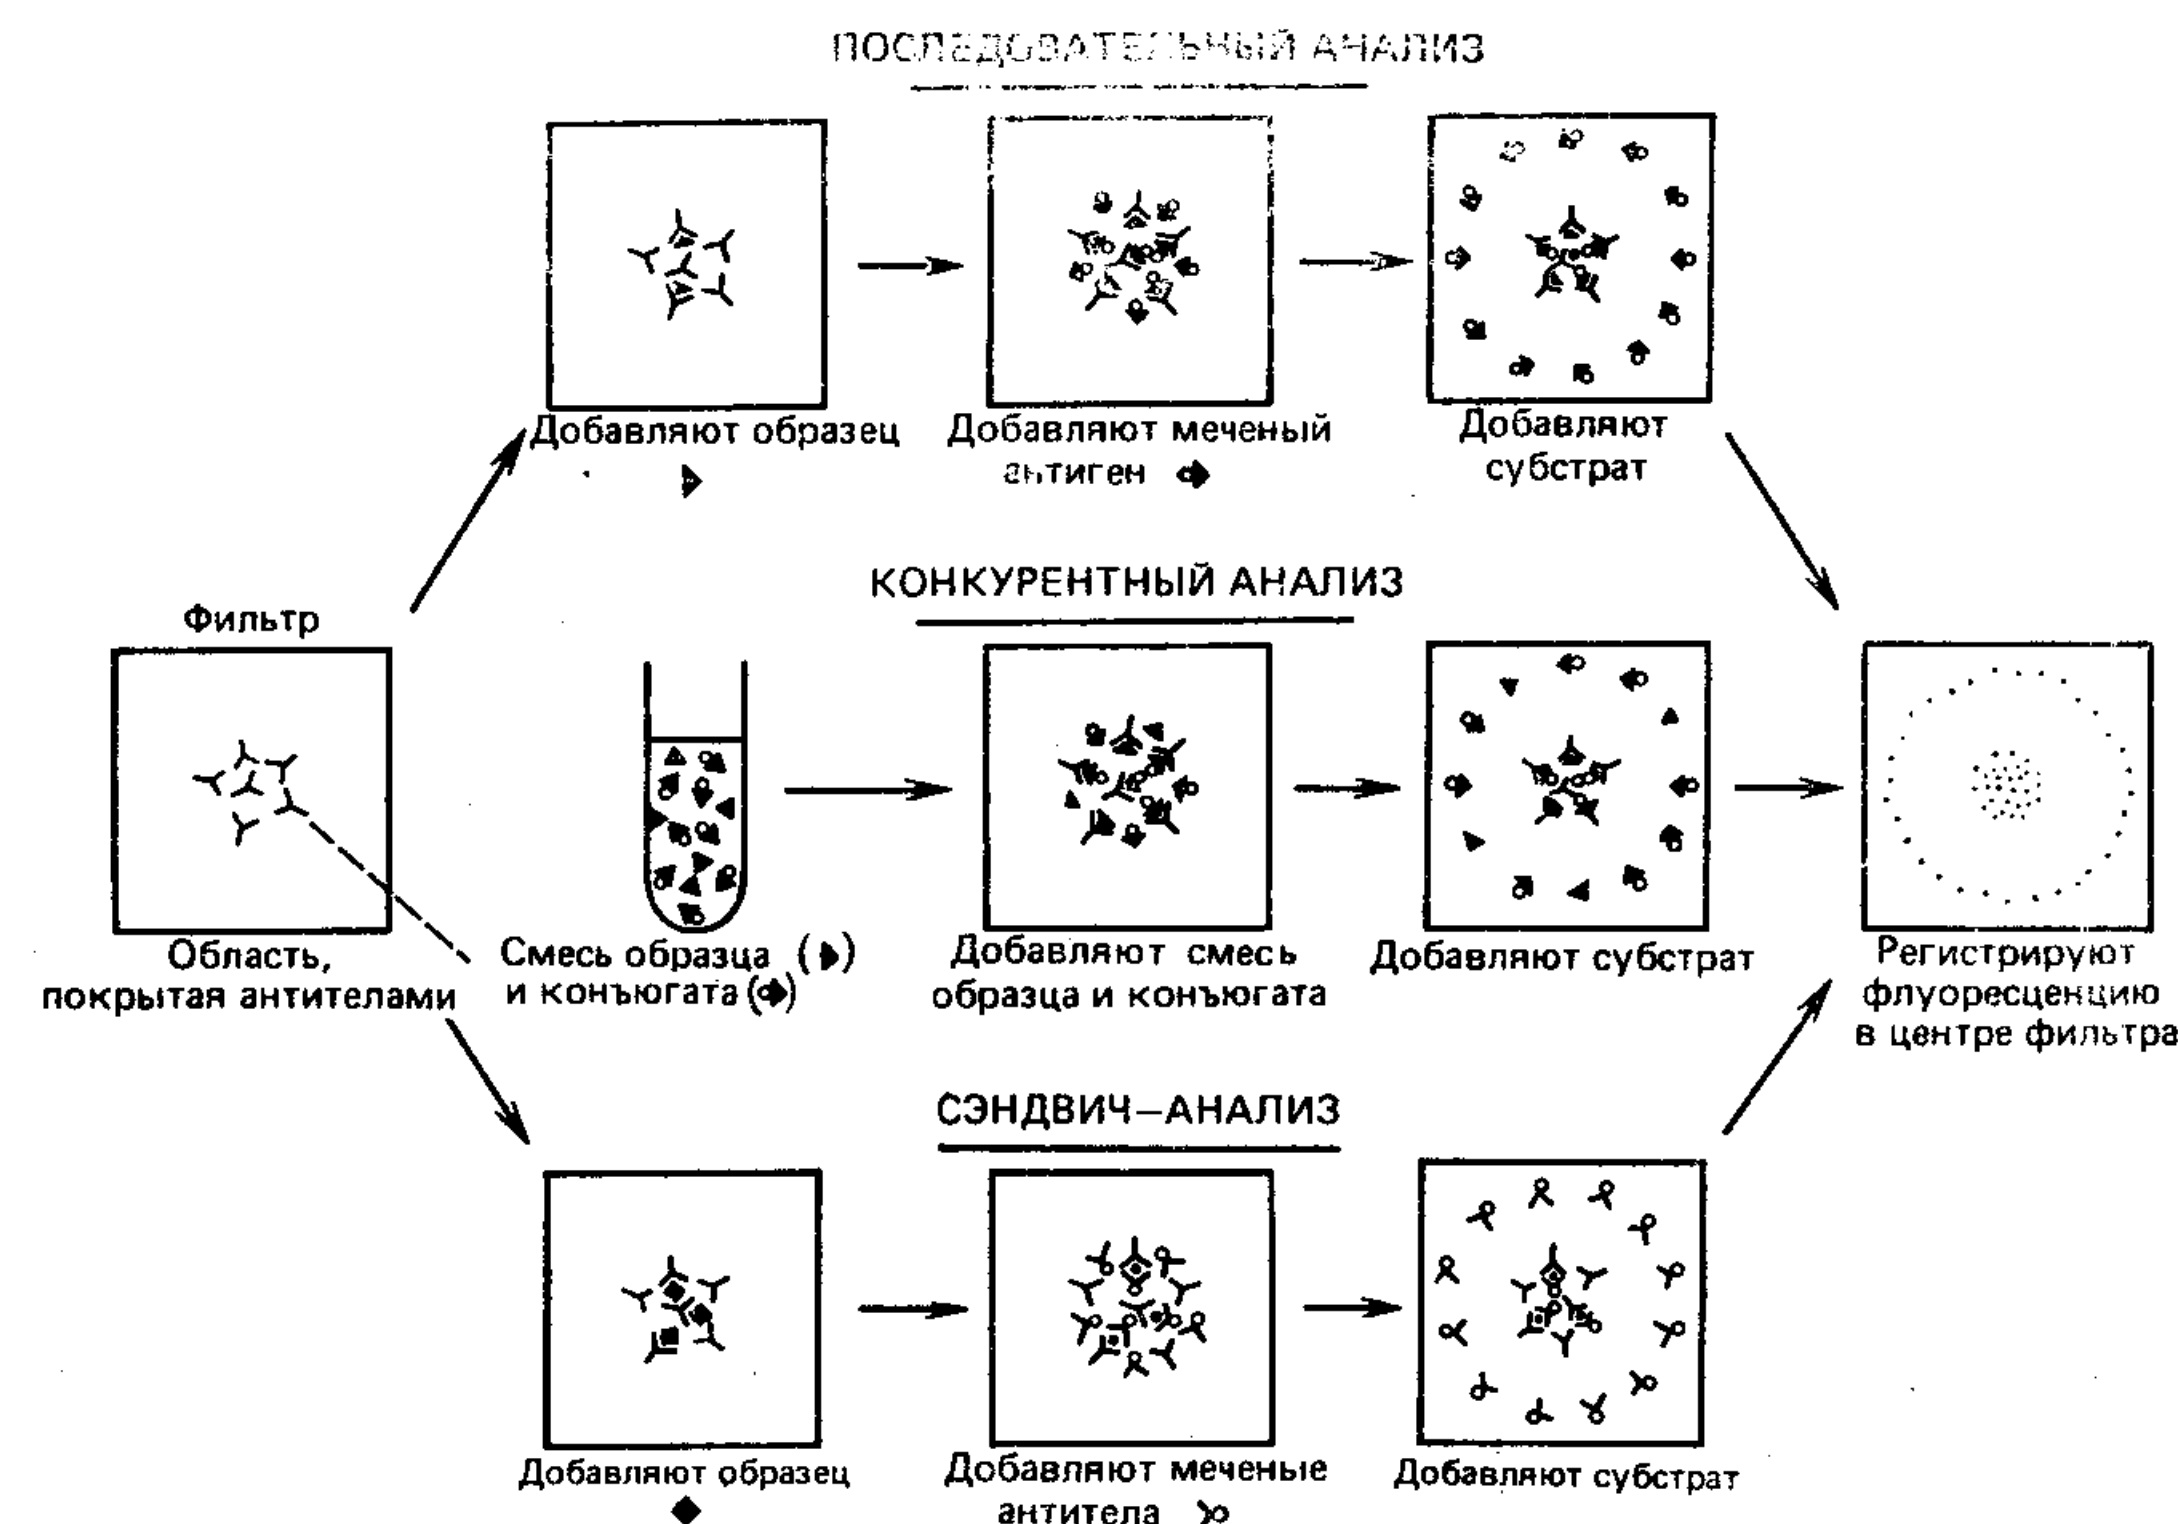 ПОСЛЕДОВАТЕЛЬНЫЙ АНАЛИЗ
Добавляют образец
Добавляют меченый
антиген
Добавляют
субстрат
КОНКУРЕНТНЫЙ АНАЛИЗ
Фильтр
Область,
покрытая антителами
Смесь образца ( )
и конъюгата ( )
Добавляют смесь
образца и конъюгата
Добавляют субстрат
Регистрируют
флуоресценцию
в центре фильтра
СЭНДВИЧ—АНАЛИЗ
Добавляют образец
Добавляют меченые
антитела
Добавляют субстрат